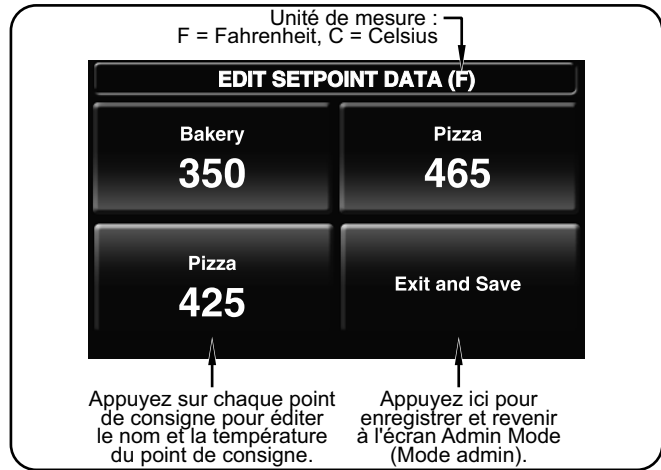 Unité de mesure :
F = Fahrenheit, C = Celsius
EDIT SETPOINT DATA (F)
Bakery
350
Pizza
465
Pizza
425
Exit and Save
Appuyez sur chaque point
de consigne pour éditer
le nom et la température
du point de consigne.
Appuyez ici pour
enregistrer et revenir
à l'écran Admin Mode
(Mode admin).